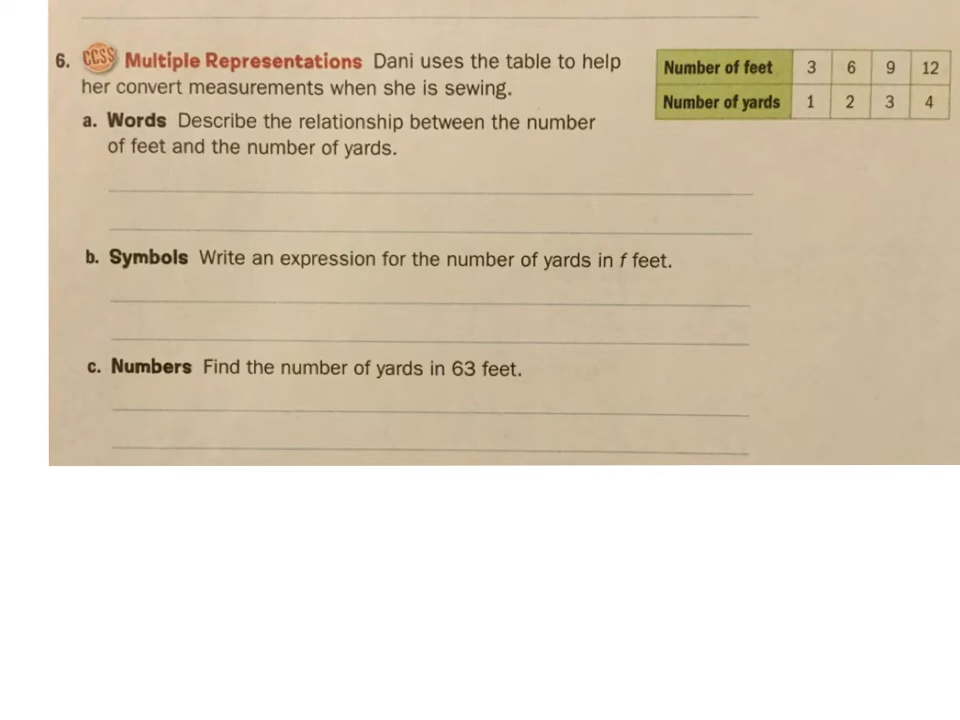 6. CCSS Multiple Representations Dani uses the table to help
her convert measurements when she is sewing.
Number of feet 3 6 9 12
Number of yards 1 2 3 4
a. Words Describe the relationship between the number
of feet and the number of yards.
b. Symbols Write an expression for the number of yards in f feet.
c. Numbers Find the number of yards in 63 feet.